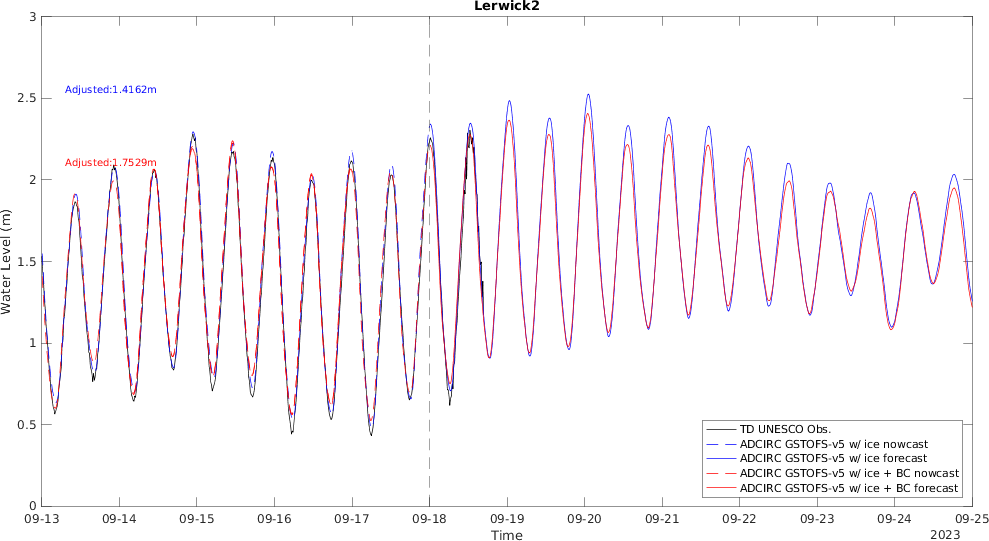 Lerwick2
3
2.5
2
1.5
1
0.5
0
Water Level (m)
Adjusted:1.4162m
Adjusted:1.7529m
TD UNESCO Obs.
ADCIRC GSTOFS-v5 w/ ice nowcast
ADCIRC GSTOFS-v5 w/ ice forecast
ADCIRC GSTOFS-v5 w/ ice + BC nowcast
ADCIRC GSTOFS-v5 w/ ice + BC forecast
09-13 09-14 09-15 09-16 09-17 09-18 09-19 09-20 09-21 09-22 09-23 09-24 09-25
Time
2023